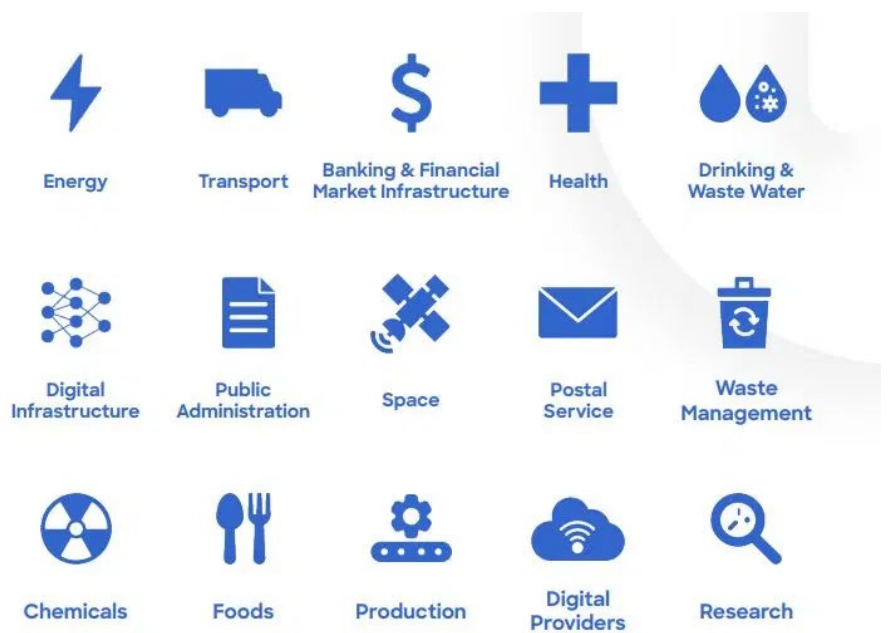 Energy
Transport
Banking & Financial
Market Infrastructure
Health
Drinking &
Waste Water
Digital
Infrastructure
Public
Administration
Space
Postal
Service
Waste
Management
Chemicals
Foods
Production
Digital
Providers
Research